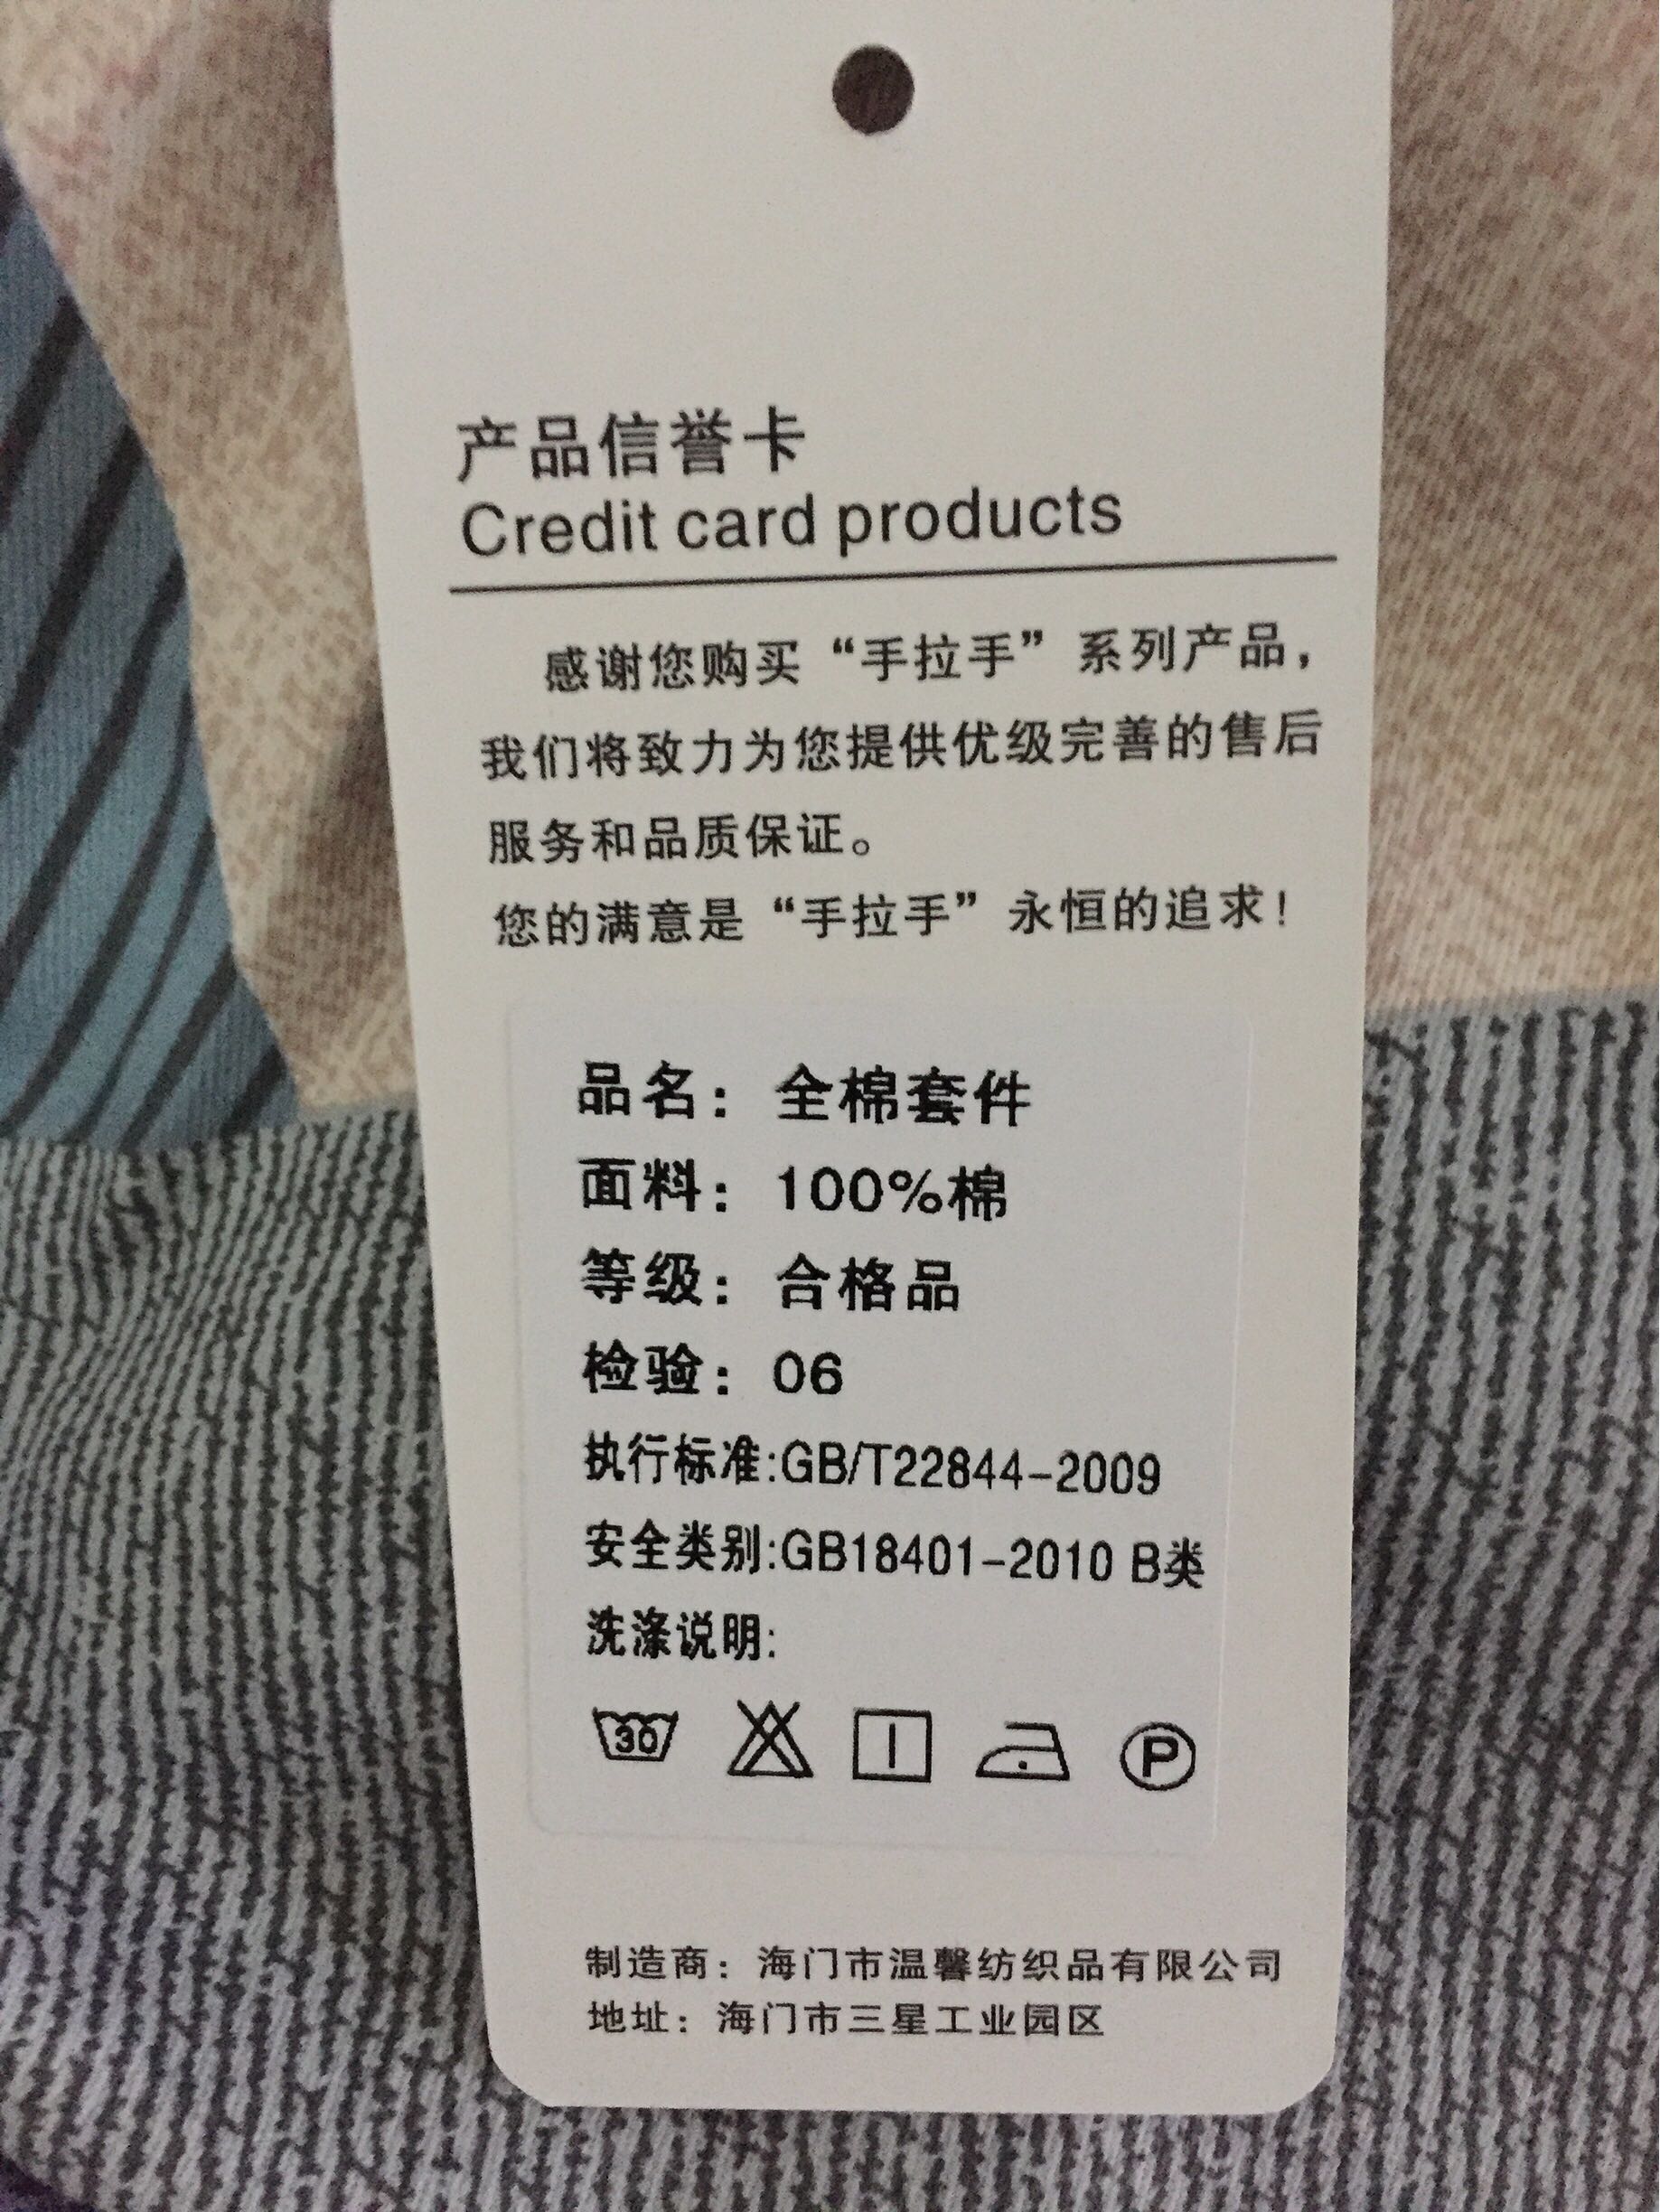 产品信誉卡
Credit card products
感谢您购买“手拉手”系列产品，
我们将致力为您提供优级完善的售后
服务和品质保证。
您的满意是“手拉手”永恒的追求！
品名：全棉套件
面料：100%棉
等级：合格品
检验：06
执行标准:GB/T22844-2009
安全类别:GB18401-2010 B类
洗涤说明:
30
P
制造商：海门市温馨纺织品有限公司
地址：海门市三星工业园区